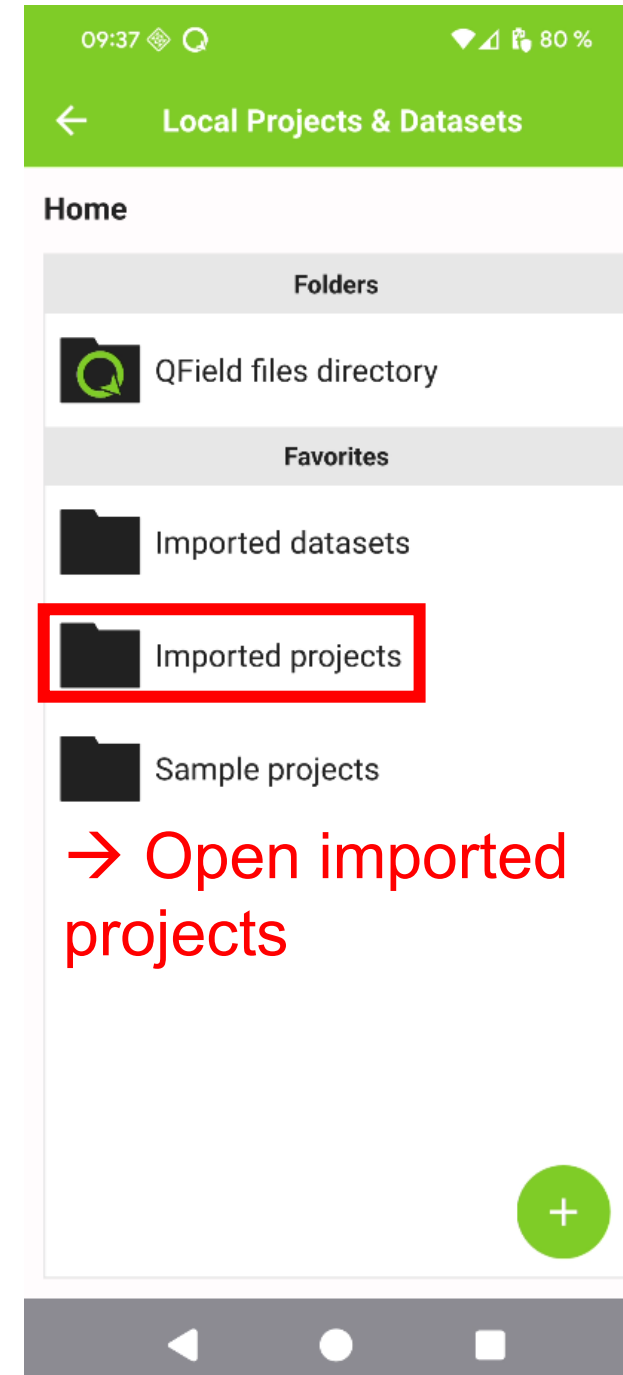 09:37 80 %
Local Projects & Datasets
Home
Folders
QField files directory
Favorites
Imported datasets
Imported projects
Sample projects
→ Open imported
projects
+